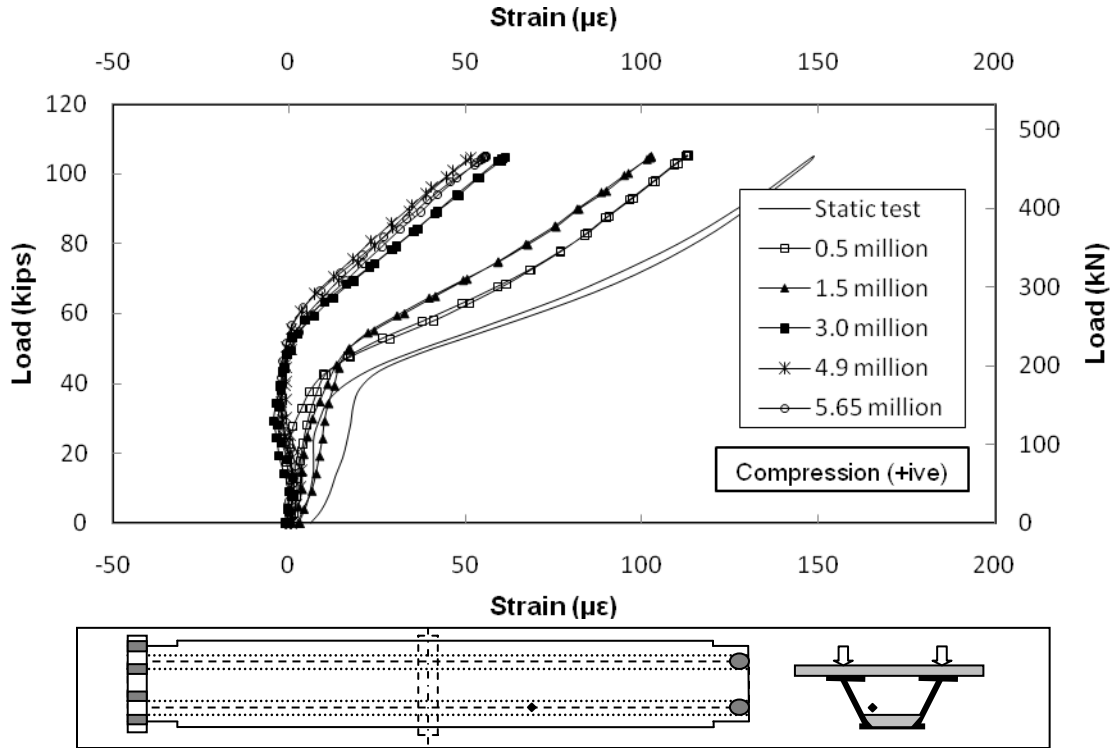 Strain (με)
-50 0 50 100 150 200
120 500
100 400
80 300
60 200
40 100
20 0
0
Load (kips)
Load (kN)
Static test
0.5 million
1.5 million
3.0 million
4.9 million
5.65 million
Compression (+ive)
-50 0 50 100 150 200
Strain (με)